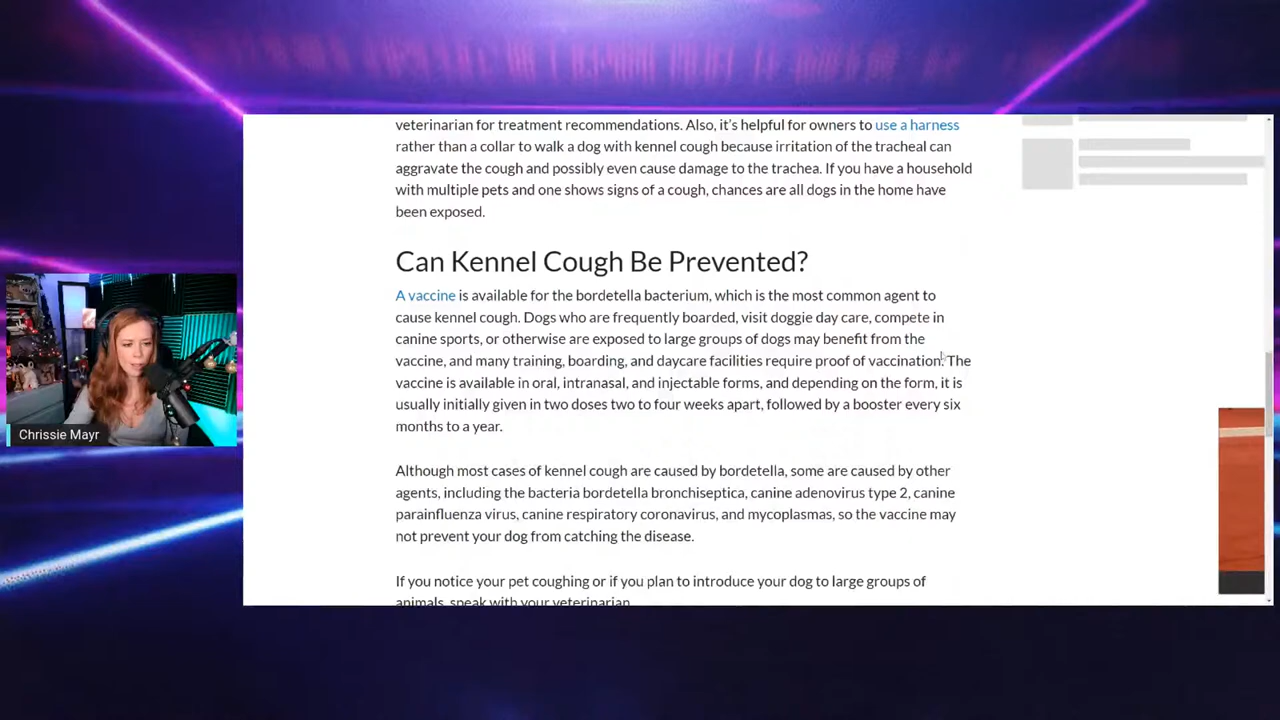 veterinarian for treatment recommendations. Also, it's helpful for owners to use a harness
rather than a collar to walk a dog with kennel cough because irritation of the tracheal can
aggravate the cough and possibly even cause damage to the trachea. If you have a household
with multiple pets and one shows signs of a cough, chances are all dogs in the home have
been exposed.
Can Kennel Cough Be Prevented?
A vaccine is available for the bordetella bacterium, which is the most common agent to
cause kennel cough. Dogs who are frequently boarded, visit doggie day care, compete in
canine sports, or otherwise are exposed to large groups of dogs may benefit from the
vaccine, and many training, boarding, and daycare facilities require proof of vaccination. The
vaccine is available in oral, intranasal, and injectable forms, and depending on the form, it is
usually initially given in two doses two to four weeks apart, followed by a booster every six
months to a year.
Although most cases of kennel cough are caused by bordetella, some are caused by other
agents, including the bacteria bordetella bronchiseptica, canine adenovirus type 2, canine
parainfluenza virus, canine respiratory coronavirus, and mycoplasmas, so the vaccine may
not prevent your dog from catching the disease.
If you notice your pet coughing or if you plan to introduce your dog to large groups of
animals, speak with your veterinarian.
Chrissie Mayr